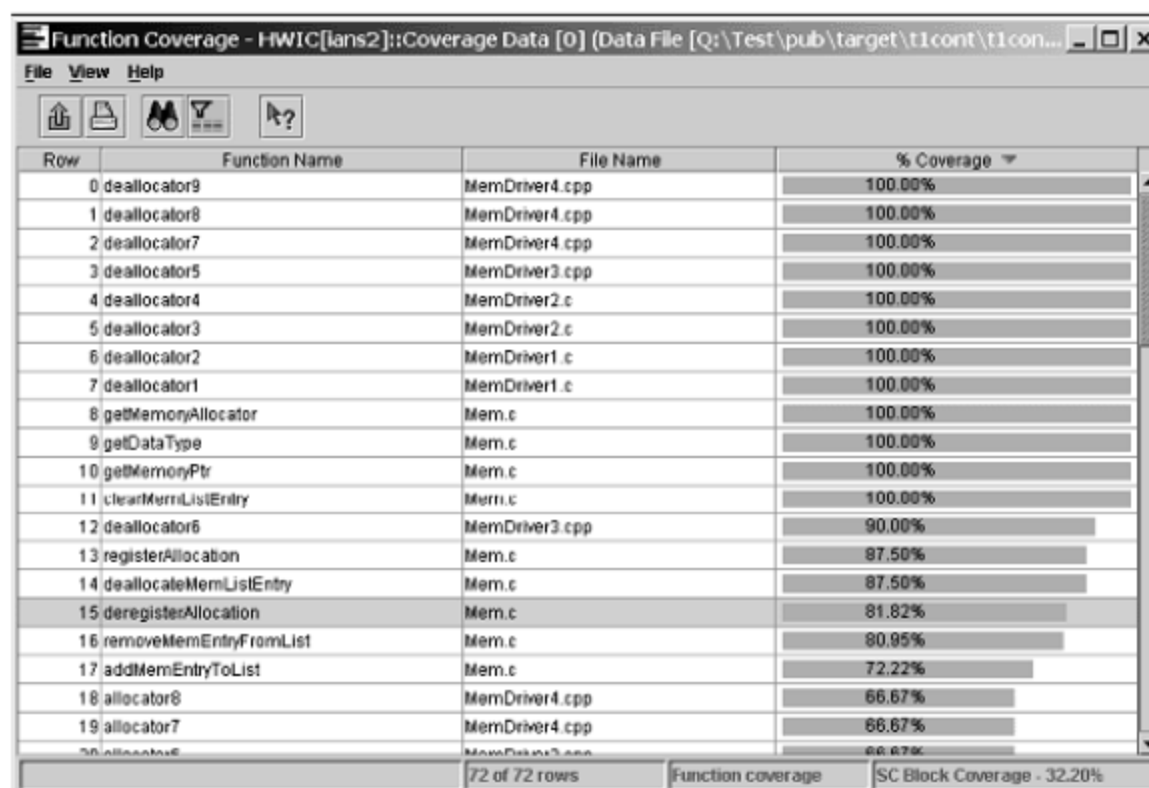 Function Coverage - HWIC[ians2]::Coverage Data [0] (Data File [Q:\Test\pub\target\t1cont\t1con...
File View Help
Row Function Name File Name % Coverage
0 deallocator9 MemDriver4.cpp 100.00%
1 deallocator8 MemDriver4.cpp 100.00%
2 deallocator7 MemDriver4.cpp 100.00%
3 deallocator5 MemDriver3.cpp 100.00%
4 deallocator4 MemDriver2.c 100.00%
5 deallocator3 MemDriver2.c 100.00%
6 deallocator2 MemDriver1.c 100.00%
7 deallocator1 MemDriver1.c 100.00%
8 getMemoryAllocator Mem.c 100.00%
9 getDataType Mem.c 100.00%
10 getMemoryPtr Mem.c 100.00%
11 clearMemListEntry Mem.c 100.00%
12 deallocator6 MemDriver3.cpp 90.00%
13 registerAllocation Mem.c 87.50%
14 deallocateMemListEntry Mem.c 87.50%
15 deregisterAllocation Mem.c 81.82%
16 removeMemEntryFromList Mem.c 80.95%
17 addMemEntryToList Mem.c 72.22%
18 allocator8 MemDriver4.cpp 66.67%
19 allocator7 MemDriver4.cpp 66.67%
20 66.67%
72 of 72 rows Function coverage SC Block Coverage - 32.20%